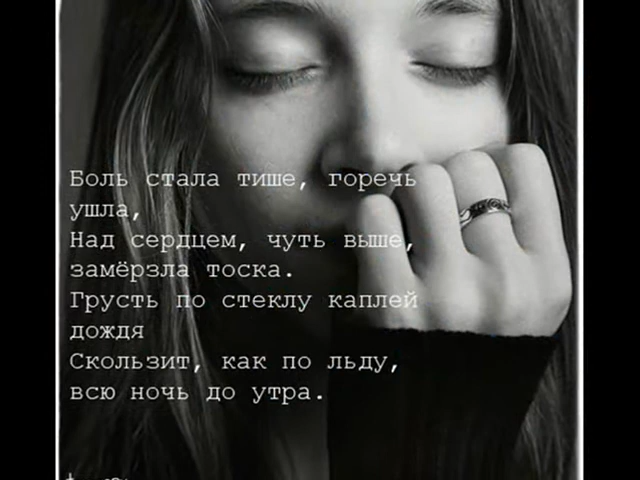 Боль стала тише, горечь
ушла,
Над сердцем, чуть выше,
замёрзла тоска.
Грусть по стеклу каплей
дождя
Скользит, как по льду,
всю ночь до утра.